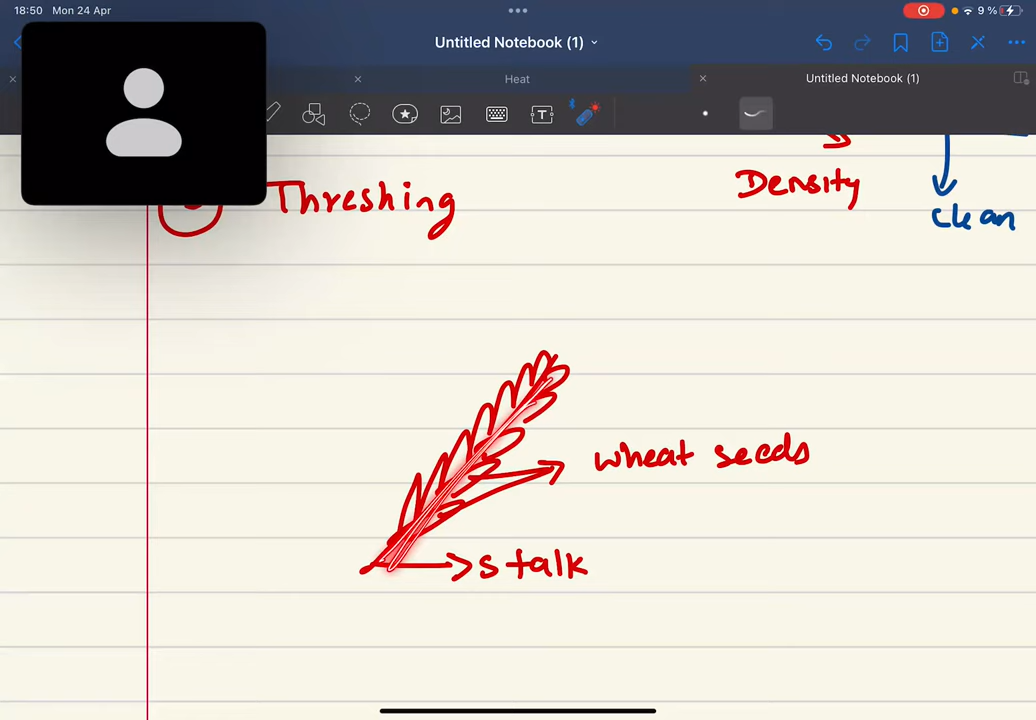 18:50 Mon 24 Apr
9 %
Untitled Notebook (1)
Heat
Untitled Notebook (1)
T
Threshing
Density
clean
wheat seeds
stalk